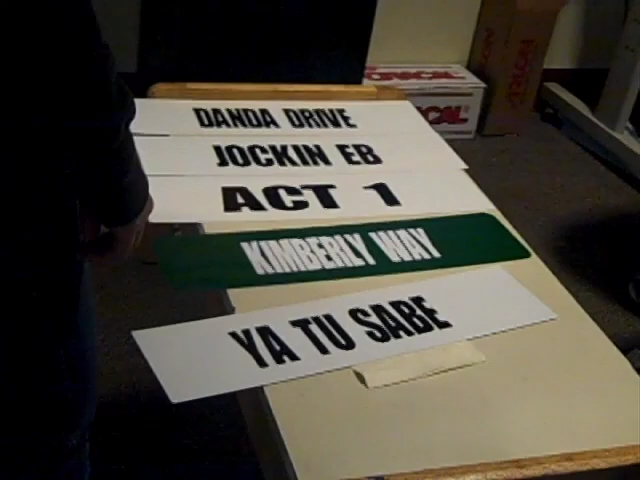 DANDA DRIVE
JOCKIN EB
ACT 1
KIMBERLY WAY
YA TU SABE